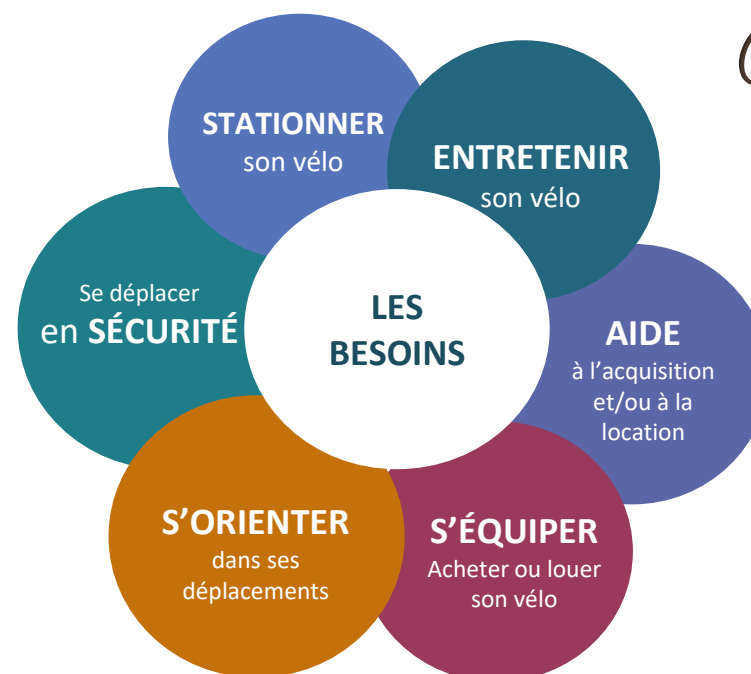 STATIONNER
son vélo
ENTRETENIR
son vélo
Se déplacer
en SÉCURITÉ
LES
BESOINS
AIDE
à l’acquisition
et/ou à la
location
S’ORIENTER
dans ses
déplacements
S’ÉQUIPER
Acheter ou louer
son vélo